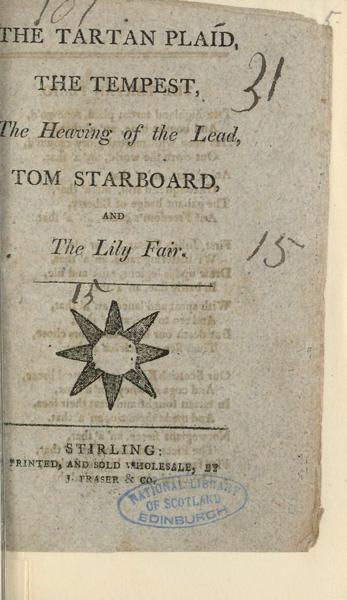 101
5
THE TARTAN PLAID,
31
THE TEMPEST,
The Heaving of the Lead,
TOM STARBOARD,
AND
The Lily Fair.
15
15
STIRLING:
PRINTED, AND SOLD WHOLESALE, BY
J. FRASER & CO.
NATIONAL LIBRARY
OF SCOTLAND
EDINBURGH